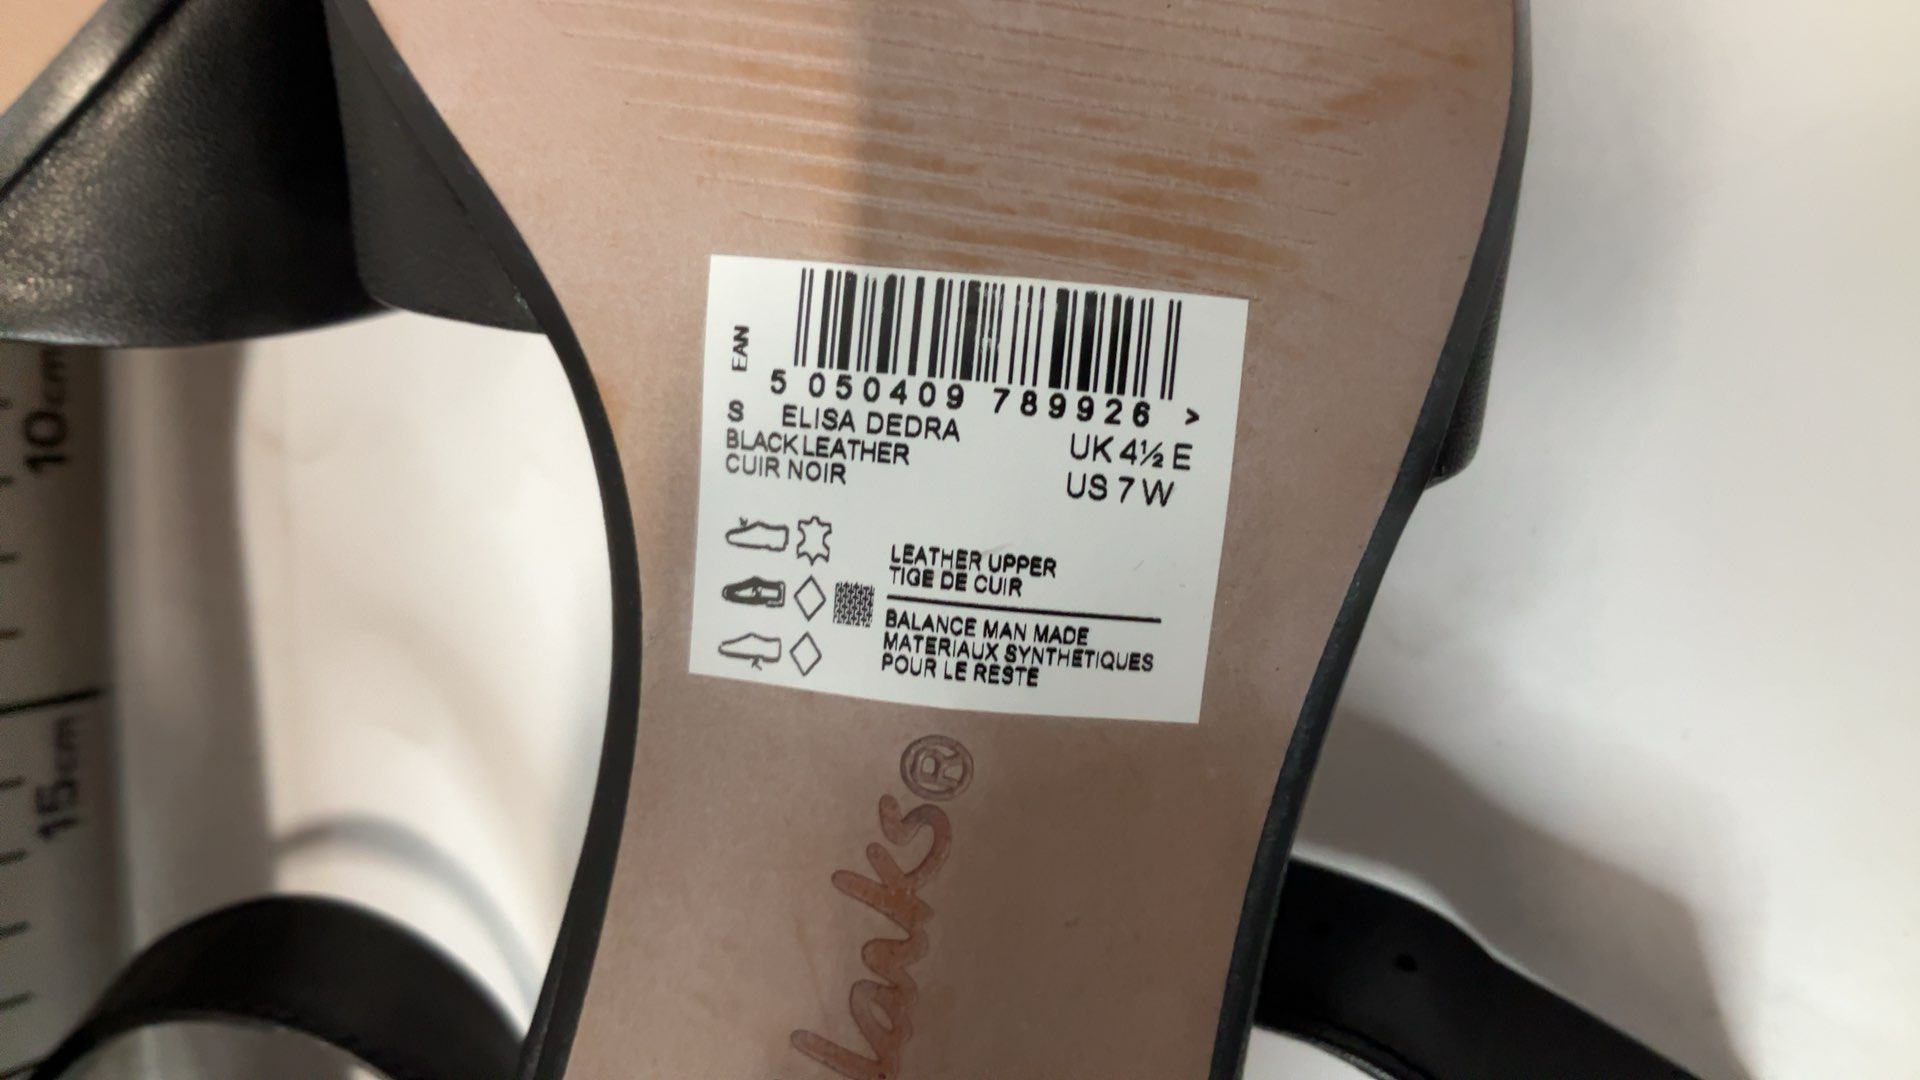 EAN
5 050409 789926 >
S ELISA DEDRA
BLACK LEATHER
CUIR NOIR
UK 4½ E
US 7 W
LEATHER UPPER
TIGE DE CUIR
BALANCE MAN MADE
MATERIAUX SYNTHETIQUES
POUR LE RESTE
larks®
10cm
15cm